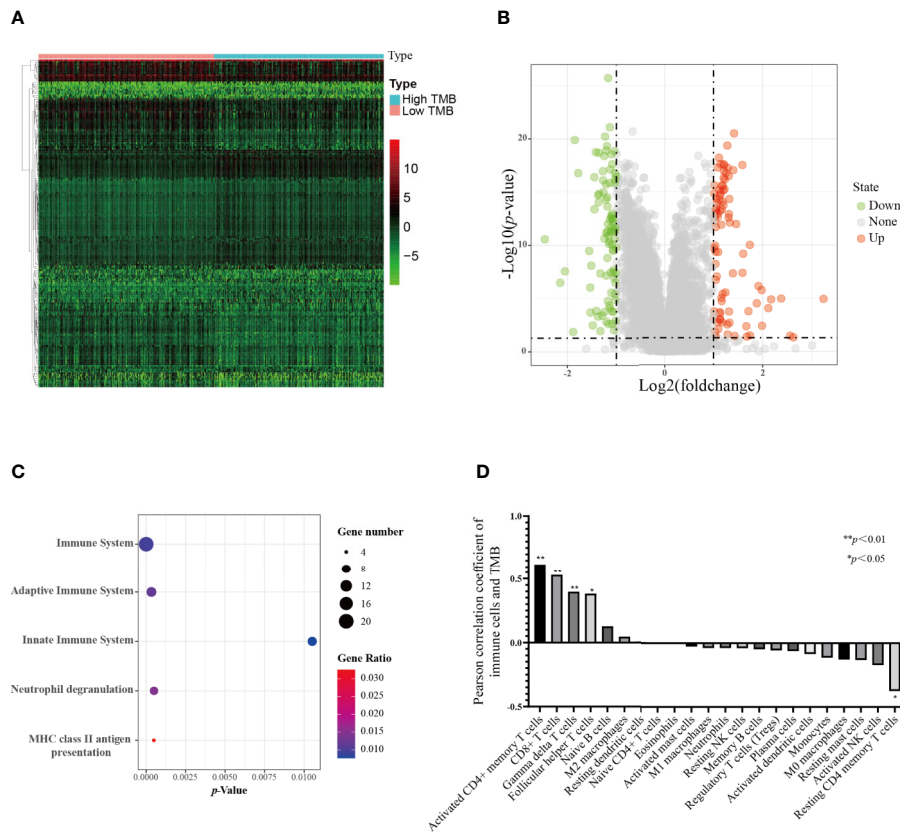 A
Type
Type
High TMB
Low TMB
10
5
0
−5
B
-Log10(p-value)
20
10
0
-2
0
2
Log2(foldchange)
State
Down
None
Up
C
Immune System
Adaptive Immune System
Innate Immune System
Neutrophil degranulation
MHC class II antigen
presentation
0.0000
0.0025
0.0050
0.0075
0.0100
p-Value
Gene number
4
8
12
16
20
Gene Ratio
0.030
0.025
0.020
0.015
0.010
D
Pearson correlation coefficient of
immune cells and TMB
1.0
0.5
0.0
-0.5
**
**
*
*
**p<0.01
*p<0.05
Activated CD4+ memory T cells
CD8+ T cells
Gamma delta T cells
Follicular helper T cells
Naive B cells
M2 macrophages
Resting dendritic cells
Naive CD4+ T cells
Eosinophils
Activated mast cells
M1 macrophages
Neutrophils
Resting NK cells
Memory B cells
Regulatory T cells (Tregs)
Plasma cells
Activated dendritic cells
Monocytes
M0 macrophages
Resting mast cells
Activated NK cells
Resting CD4 memory T cells